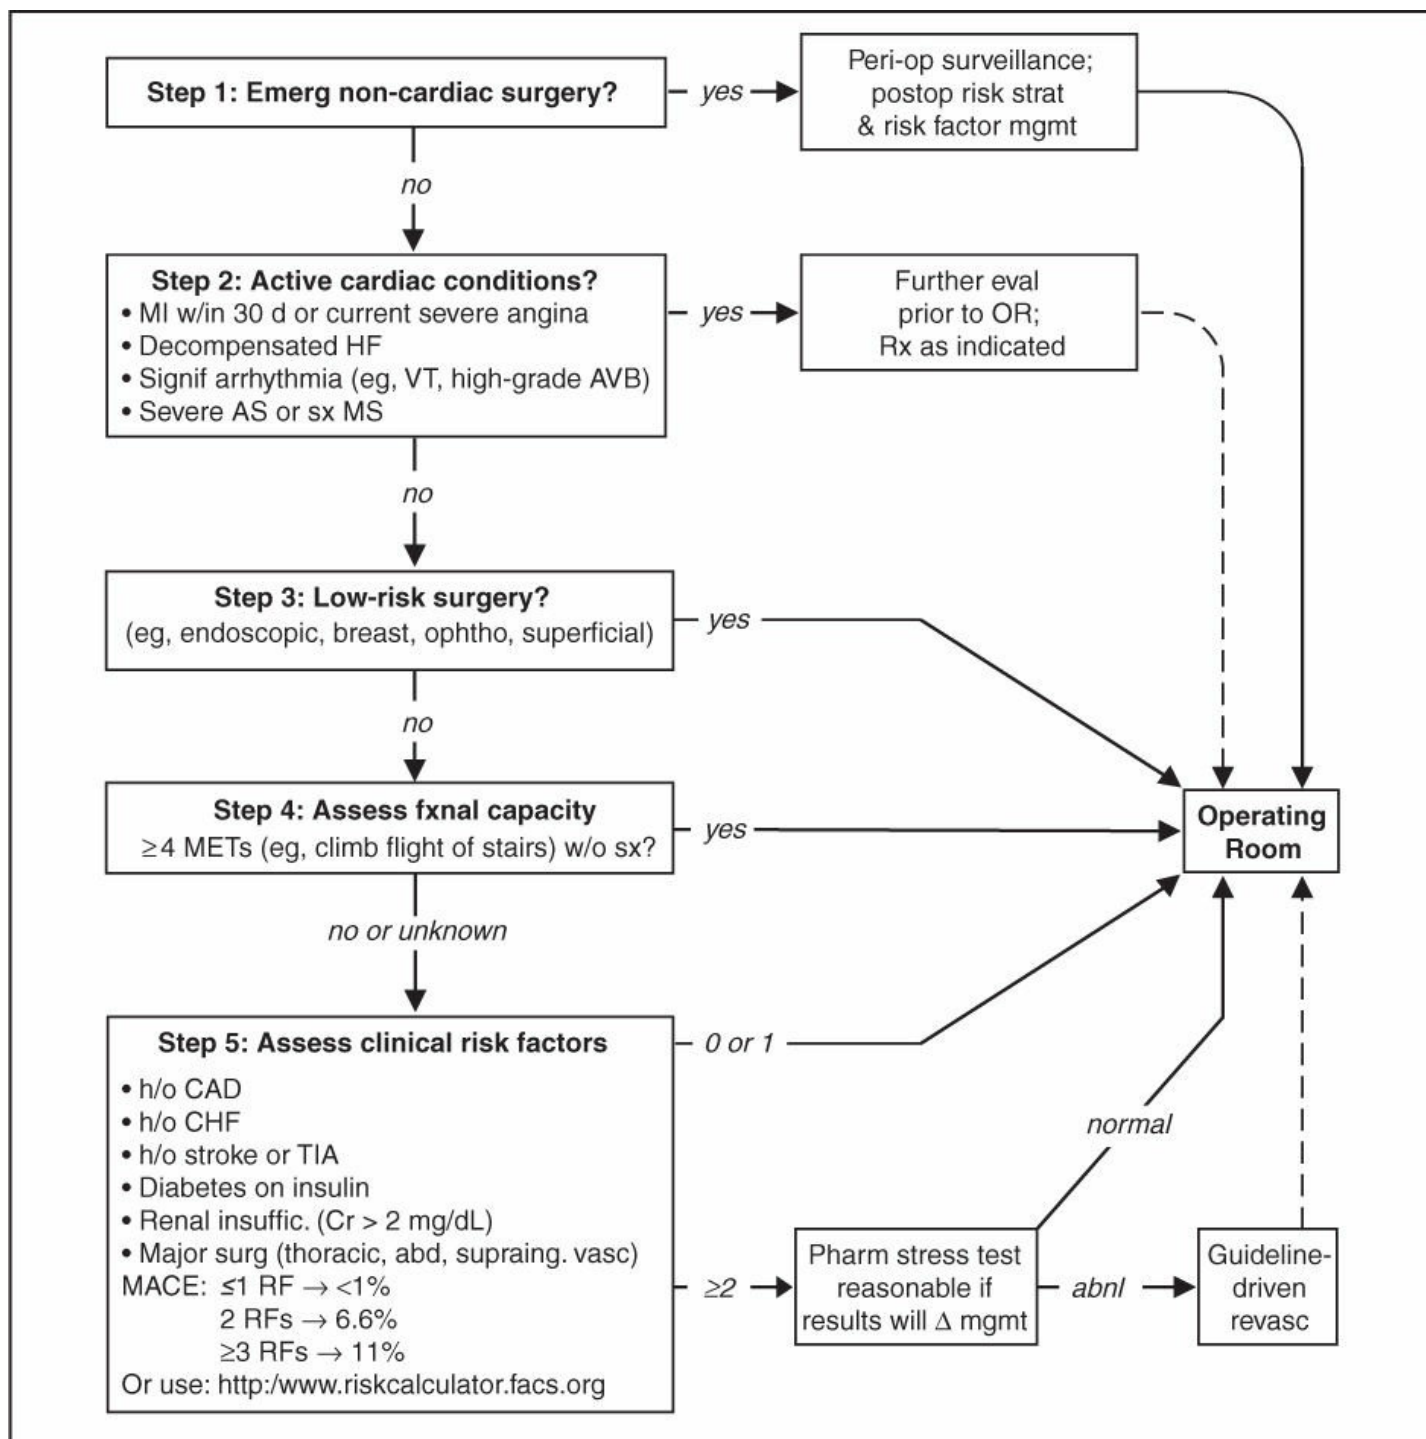 Step 1: Emerg non-cardiac surgery?
yes
Peri-op surveillance;
postop risk strat
& risk factor mgmt
no
Step 2: Active cardiac conditions?
• MI w/in 30 d or current severe angina
• Decompensated HF
• Signif arrhythmia (eg, VT, high-grade AVB)
• Severe AS or sx MS
yes
Further eval
prior to OR;
Rx as indicated
no
Step 3: Low-risk surgery?
(eg, endoscopic, breast, ophtho, superficial)
yes
no
Step 4: Assess fxnal capacity
≥4 METs (eg, climb flight of stairs) w/o sx?
yes
Operating
Room
no or unknown
Step 5: Assess clinical risk factors
• h/o CAD
• h/o CHF
• h/o stroke or TIA
• Diabetes on insulin
• Renal insuffic. (Cr > 2 mg/dL)
• Major surg (thoracic, abd, supraing. vasc)
MACE: ≤1 RF → <1%
2 RFs → 6.6%
≥3 RFs → 11%
Or use: http:/www.riskcalculator.facs.org
0 or 1
≥2
Pharm stress test
reasonable if
results will Δ mgmt
normal
abnl
Guideline-
driven
revasc